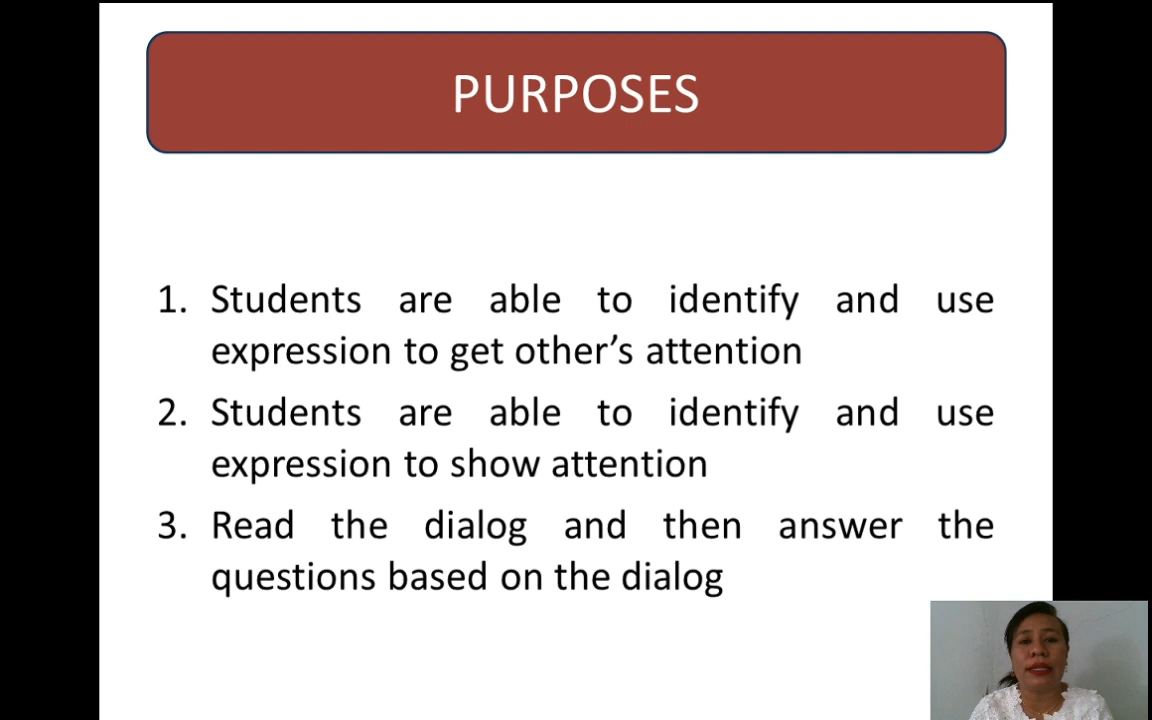 PURPOSES
1. Students are able to identify and use
expression to get other’s attention
2. Students are able to identify and use
expression to show attention
3. Read the dialog and then answer the
questions based on the dialog